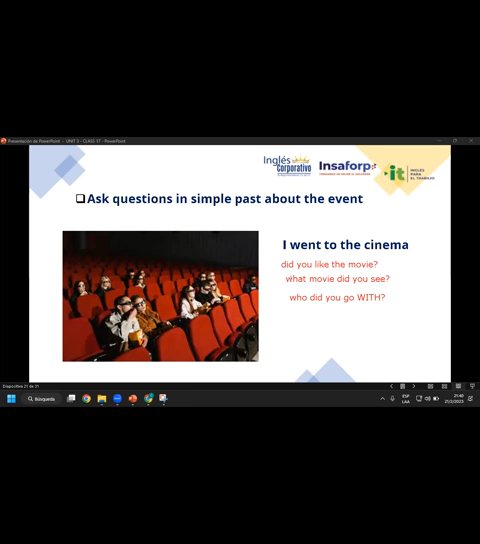 Presentación de PowerPoint - UNIT 3 - CLASS 17 - PowerPoint
Inglés
Corporativo
Insaforp
it
INGLÉS
PARA
EL TRABAJO
Ask questions in simple past about the event
I went to the cinema
did you like the movie?
what movie did you see?
who did you go WITH?
Diapositiva 21 de 31
Búsqueda
ESP
LAA
21:40
21/2/2023